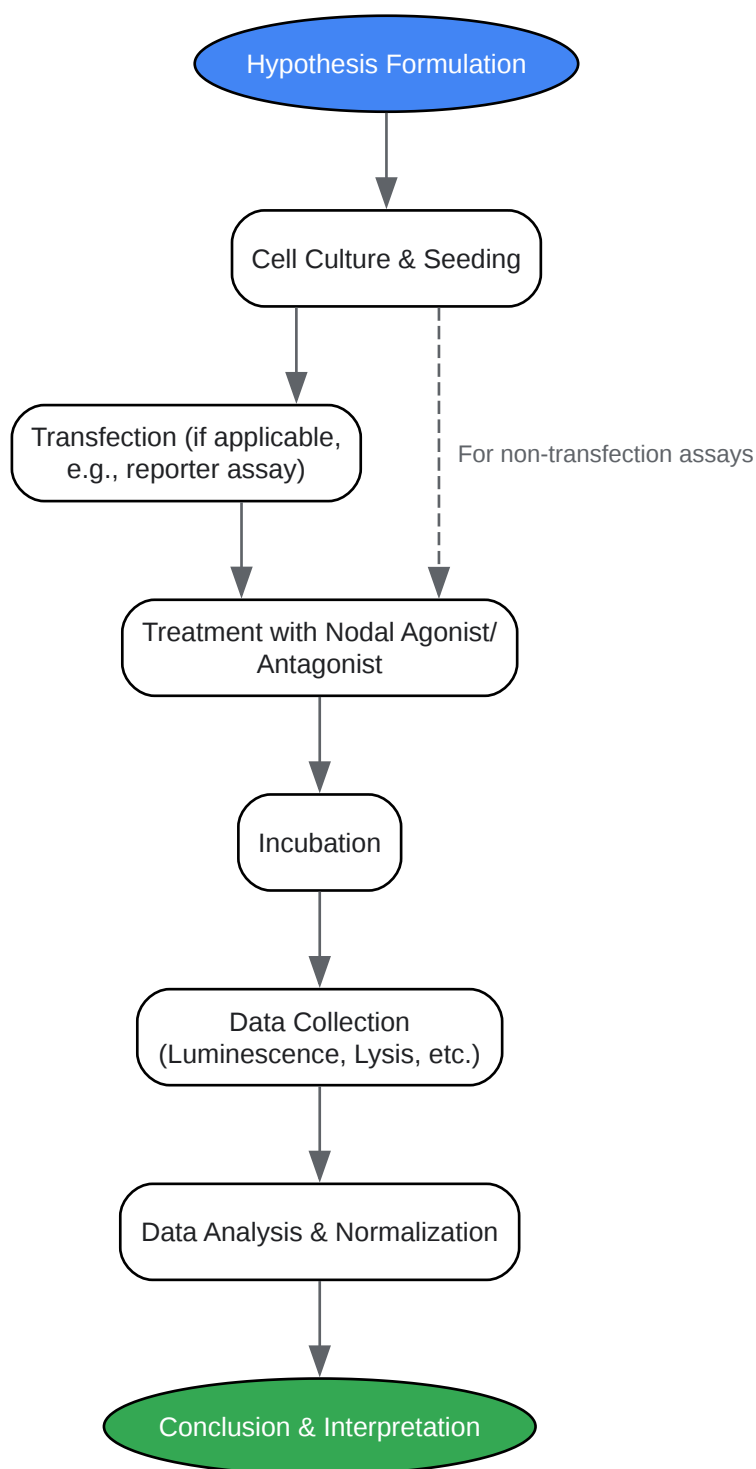 Hypothesis Formulation
Cell Culture & Seeding
Transfection (if applicable,
e.g., reporter assay)
For non-transfection assays
Treatment with Nodal Agonist/
Antagonist
Incubation
Data Collection
(Luminescence, Lysis, etc.)
Data Analysis & Normalization
Conclusion & Interpretation